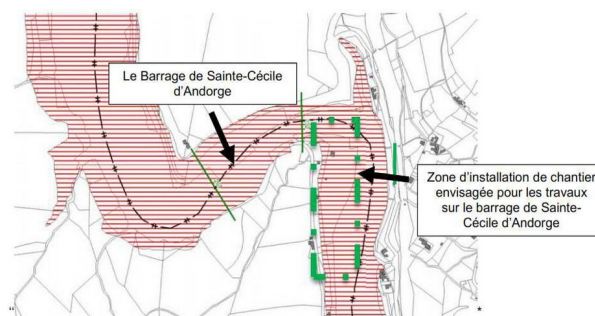 Le Barrage de Sainte-Cécile
d'Andorge
Zone d'installation de chantier
envisagée pour les travaux
sur le barrage de Sainte-
Cécile d'Andorge